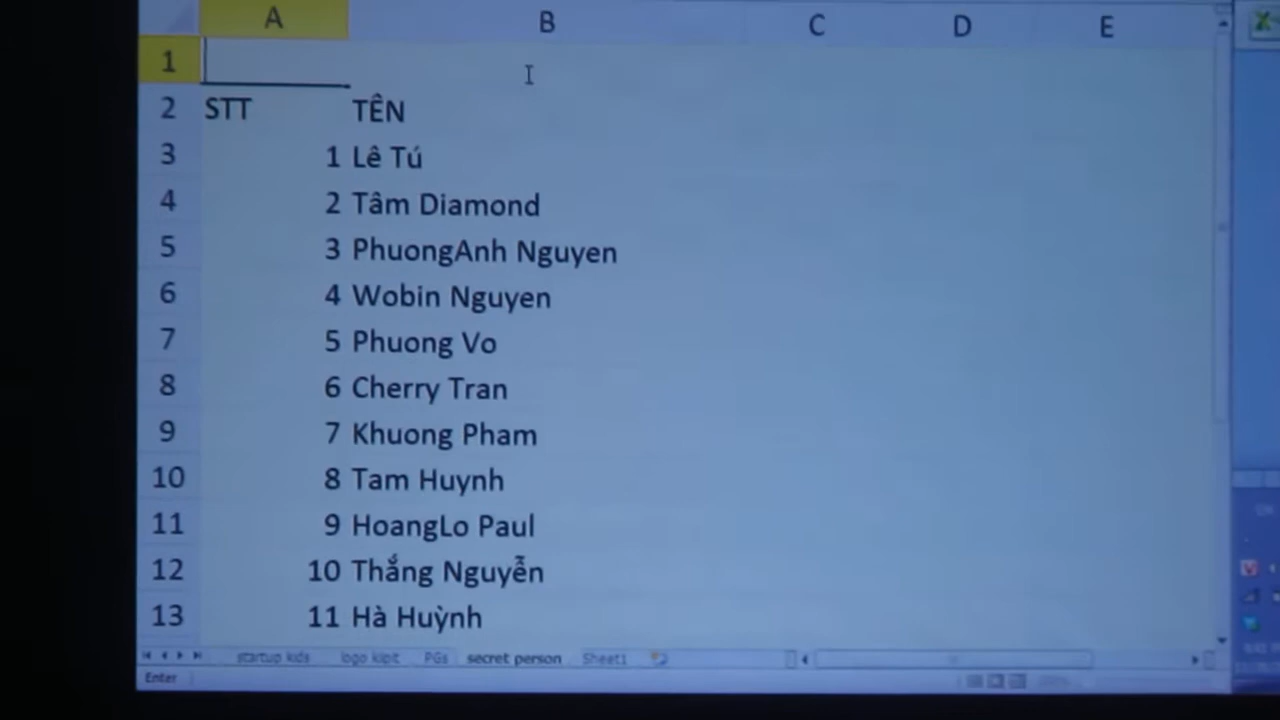 A B C D E
1
2 STT TÊN
3 1 Lê Tú
4 2 Tâm Diamond
5 3 PhuongAnh Nguyen
6 4 Wobin Nguyen
7 5 Phuong Vo
8 6 Cherry Tran
9 7 Khuong Pham
10 8 Tam Huynh
11 9 HoangLo Paul
12 10 Thắng Nguyễn
13 11 Hà Huỳnh
startup kids logo kipit PGs secret person Sheet1
Enter